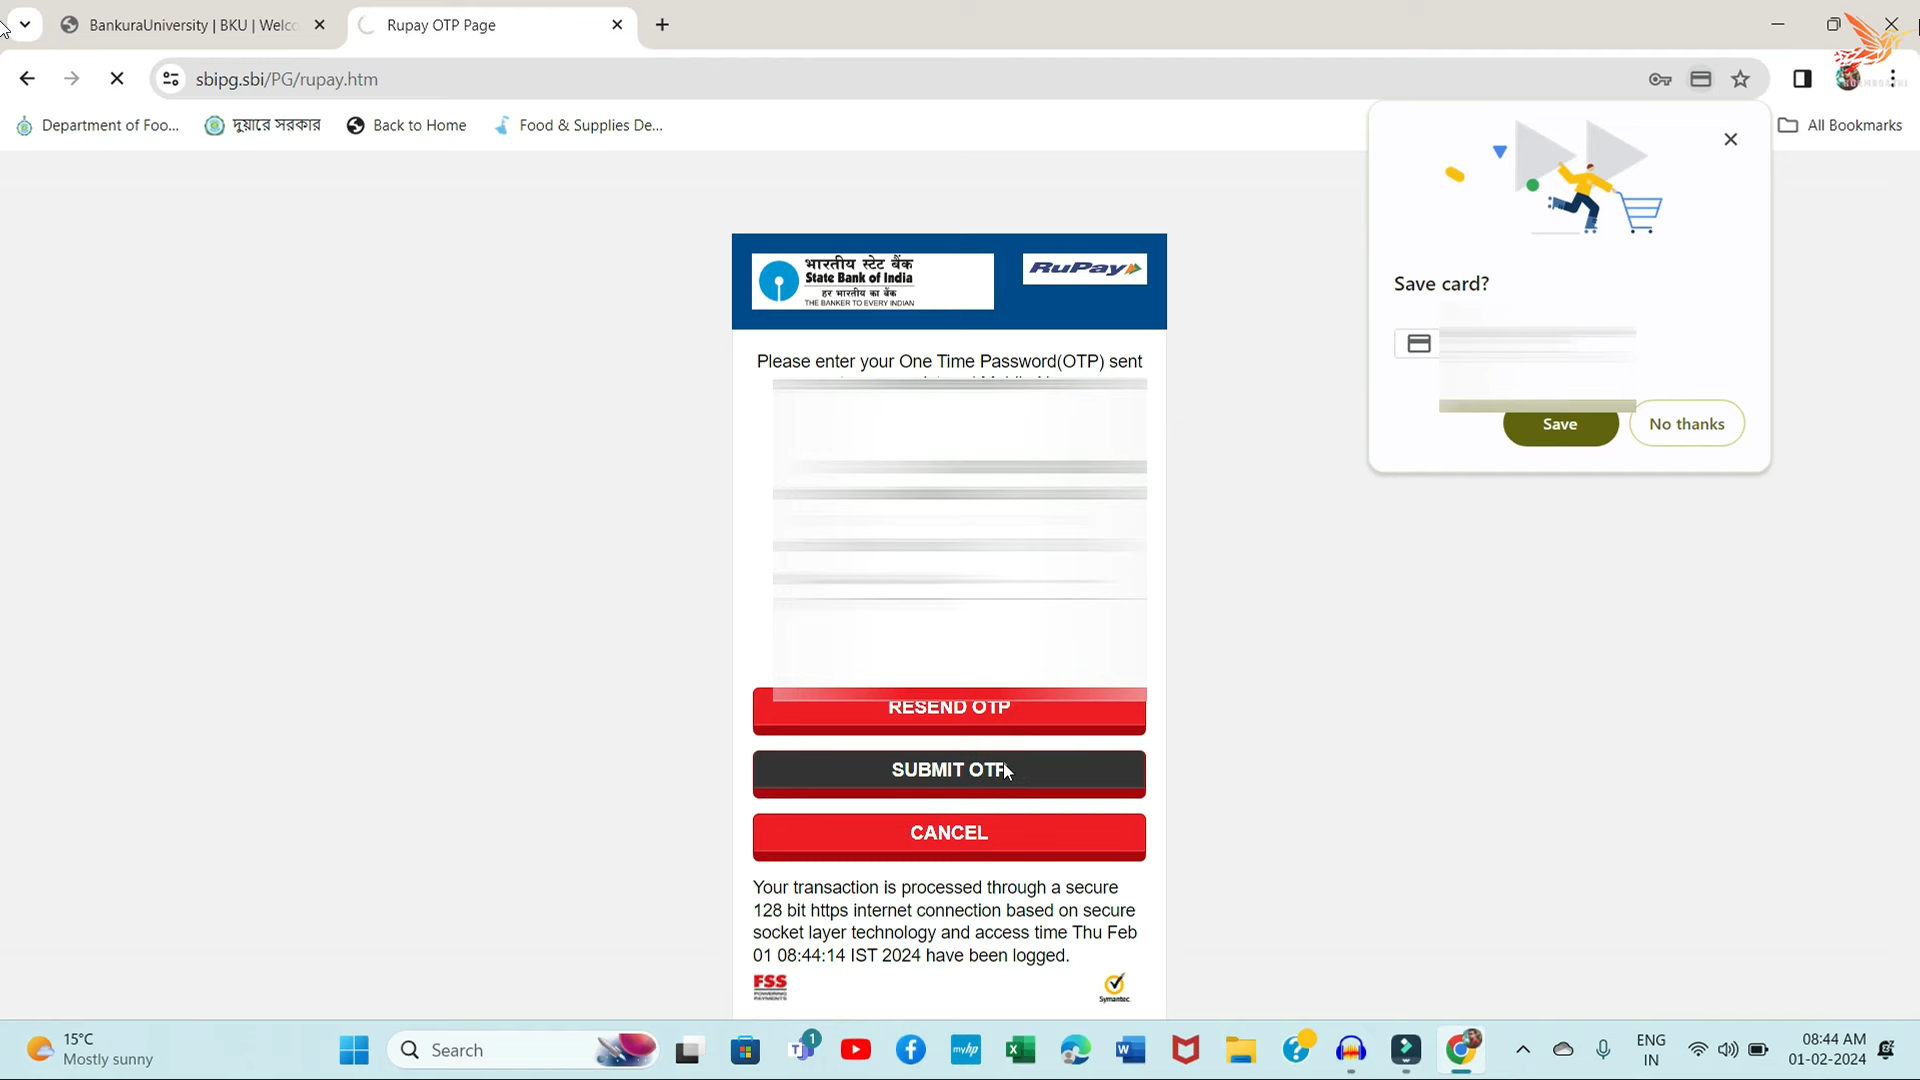 BankuraUniversity | BKU | Welco
Rupay OTP Page
sbipg.sbi/PG/rupay.htm
Department of Foo...
দুয়ারে সরকার
Back to Home
Food & Supplies De...
All Bookmarks
Save card?
Save
No thanks
भारतीय स्टेट बैंक
State Bank of India
हर भारतीय का बैंक
THE BANKER TO EVERY INDIAN
RuPay
Please enter your One Time Password(OTP) sent
RESEND OTP
SUBMIT OTP
CANCEL
Your transaction is processed through a secure
128 bit https internet connection based on secure
socket layer technology and access time Thu Feb
01 08:44:14 IST 2024 have been logged.
FSS
POWERING
PAYMENTS
Symantec
15°C
Mostly sunny
Search
1
myhp
ENG
IN
08:44 AM
01-02-2024